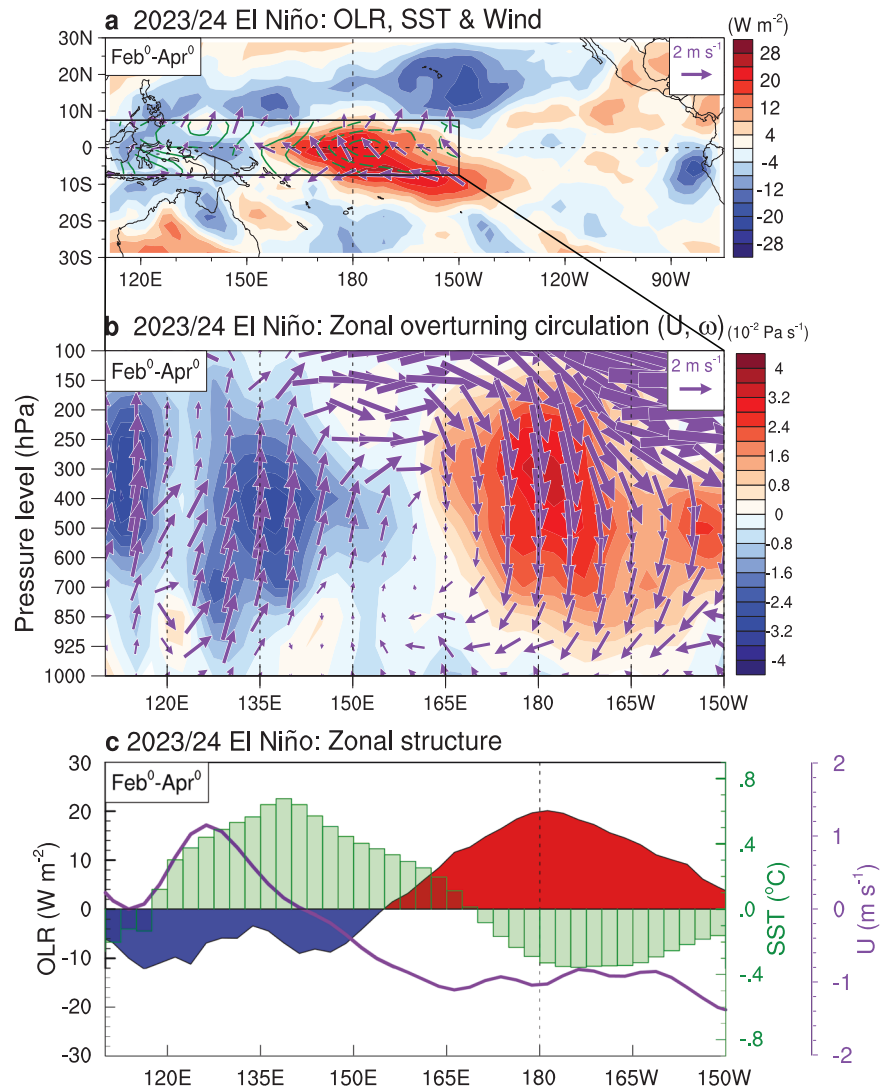 a 2023/24 El Niño: OLR, SST & Wind
(W m⁻²)
Feb⁰-Apr⁰
2 m s⁻¹
30N
20N
10N
0
10S
20S
30S
120E 150E 180 150W 120W 90W
28
20
12
4
-4
-12
-20
-28
b 2023/24 El Niño: Zonal overturning circulation (U, ω)
(10⁻² Pa s⁻¹)
Feb⁰-Apr⁰
2 m s⁻¹
Pressure level (hPa)
100
150
200
250
300
400
500
600
700
850
925
1000
120E 135E 150E 165E 180 165W 150W
4
3.2
2.4
1.6
0.8
0
-0.8
-1.6
-2.4
-3.2
-4
c 2023/24 El Niño: Zonal structure
Feb⁰-Apr⁰
OLR (W m⁻²)
30
20
10
0
-10
-20
-30
120E 135E 150E 165E 180 165W 150W
.8
.4
.0
-.4
-.8
SST (°C)
2
1
0
-1
-2
U (m s⁻¹)